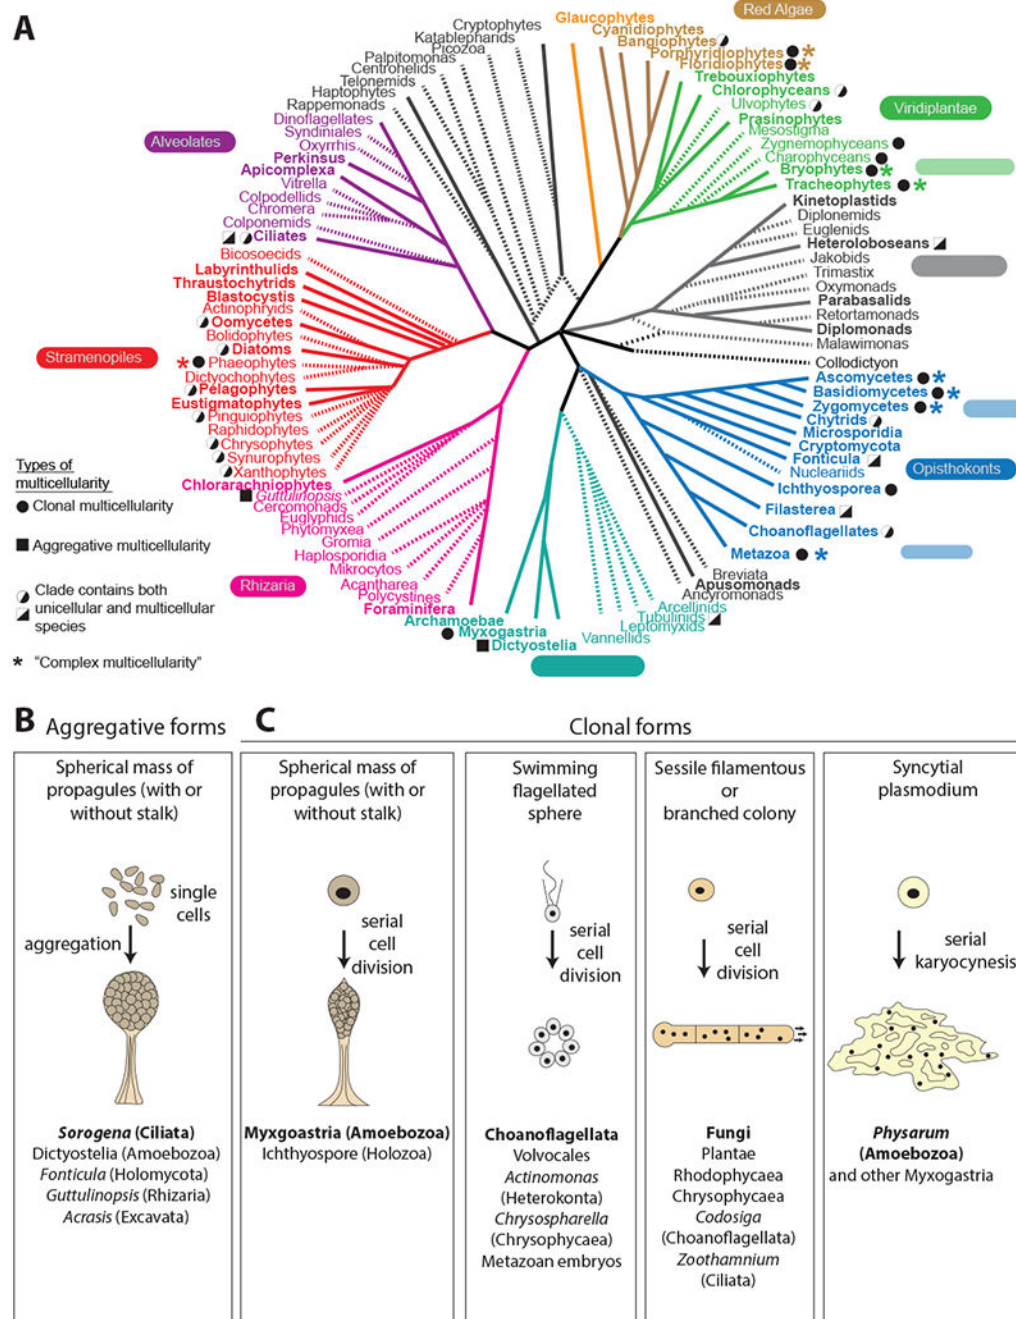 A
Cryptophytes
Katablepharids
Picozoa
Palpitomonas
Centrohelids
Telonemids
Haptophytes
Rappemonads
Glaucophytes
Red Algae
Cyanidiophytes
Bangiophytes
Porphyridiophytes *
Floridiophytes *
Trebouxiophytes
Chlorophyceans
Ulvophytes
Viridiplantae
Prasinophytes
Mesostigma
Zygnemophyceans
Charophyceans
Bryophytes *
Tracheophytes *
Kinetoplastids
Diplonemids
Euglenids
Heteroloboseans
Jakobids
Trimastix
Oxymonads
Parabasalids
Retortamonads
Diplomonads
Malawimonas
Collodictyon
Ascomycetes *
Basidiomycetes *
Zygomycetes *
Chytrids
Microsporidia
Cryptomycota
Fonticula
Opisthokonts
Nucleariids
Ichthyosporea
Filasterea
Choanoflagellates
Metazoa *
Breviata
Apusomonads
Ancyromonads
Arcellinids
Tubulinids
Leptomyxids
Vannellids
Dictyostelia
Myxogastria
Archamoebae
Dinoflagellates
Syndiniales
Oxyrrhis
Alveolates
Perkinsus
Apicomplexa
Vitrella
Colpodellids
Chromera
Colponemids
Ciliates
Bicosoecids
Labyrinthulids
Thraustochytrids
Blastocystis
Actinophryids
Oomycetes
Bolidophytes
Diatoms
Stramenopiles
* Phaeophytes
Dictyochophytes
Pelagophytes
Eustigmatophytes
Pinguiophytes
Raphidophytes
Chrysophytes
Synurophytes
Xanthophytes
Chlorarachniophytes
Guttulinopsis
Cercomonads
Euglyphids
Phytomyxea
Gromia
Haplosporidia
Mikrocytos
Rhizaria
Acantharea
Polycystines
Foraminifera
Types of
multicellularity
Clonal multicellularity
Aggregative multicellularity
Clade contains both
unicellular and multicellular
species
* "Complex multicellularity"
B Aggregative forms
C Clonal forms
Spherical mass of
propagules (with or
without stalk)
single
cells
aggregation
Sorogena (Ciliata)
Dictyostelia (Amoebozoa)
Fonticula (Holomycota)
Guttulinopsis (Rhizaria)
Acrasis (Excavata)
Spherical mass of
propagules (with or
without stalk)
serial
cell
division
Myxgoastria (Amoebozoa)
Ichthyospore (Holozoa)
Swimming
flagellated
sphere
serial
cell
division
Choanoflagellata
Volvocales
Actinomonas
(Heterokonta)
Chrysospharella
(Chrysophycaea)
Metazoan embryos
Sessile filamentous
or
branched colony
serial
cell
division
Fungi
Plantae
Rhodophycaea
Chrysophycaea
Codosiga
(Choanoflagellata)
Zoothamnium
(Ciliata)
Syncytial
plasmodium
serial
karyocynesis
Physarum
(Amoebozoa)
and other Myxogastria